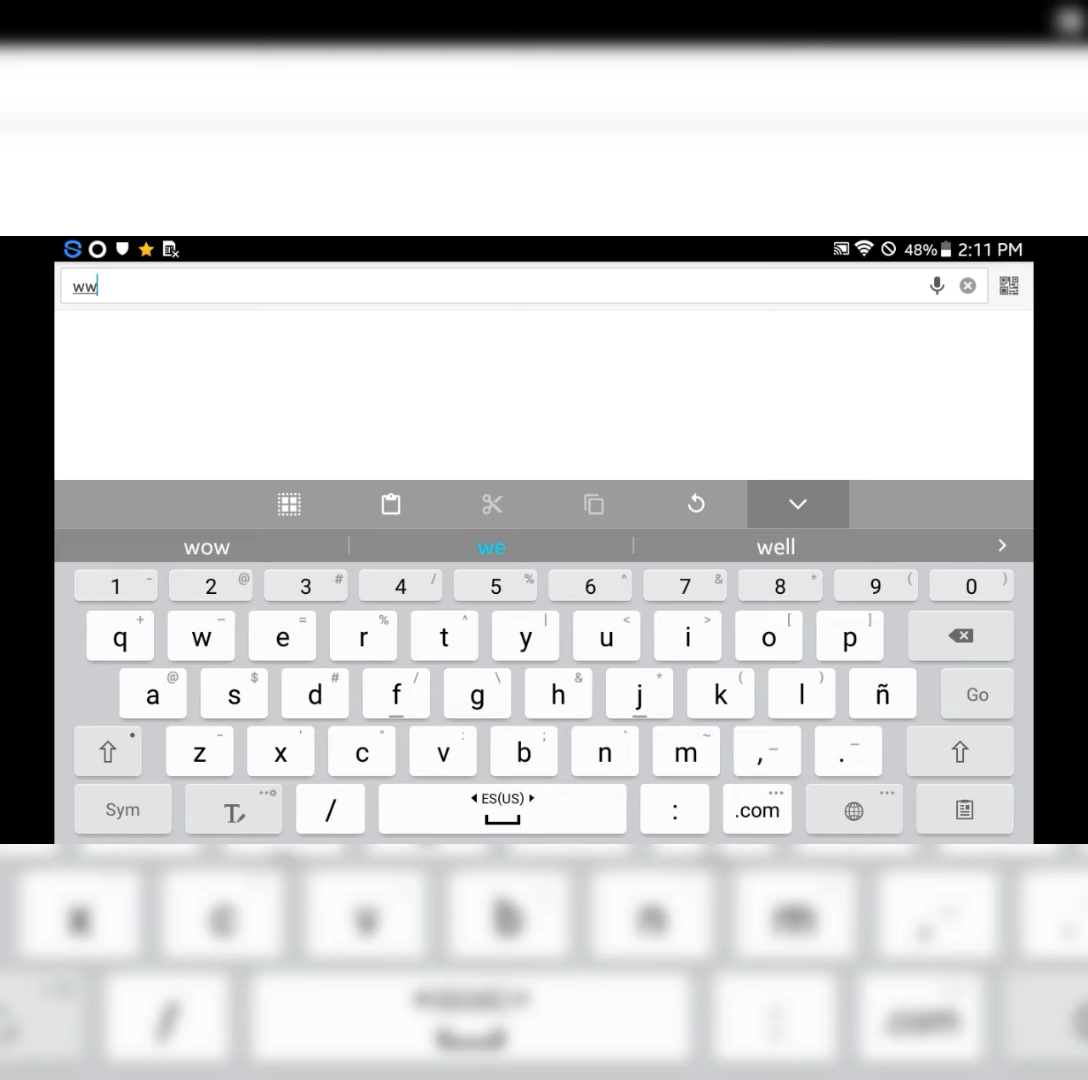 48% 2:11 PM
ww
wow we well
1 - 2 @ 3 # 4 / 5 % 6 ^ 7 & 8 * 9 ( 0 )
q + w − e = r % t ^ y | u < i > o [ p ]
a @ s $ d # f / g \ h & j * k ( l ) ñ Go
z - x ' c " v : b ; n ` m ~ , .
Sym T / ES(US) : .com
x c v b n m ,
/ : .com